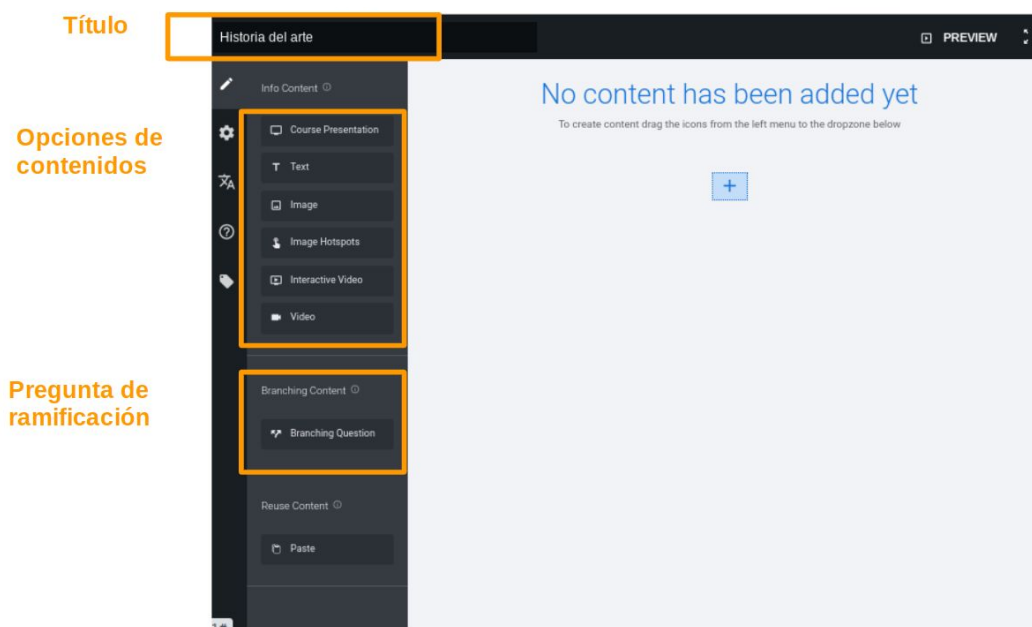 Título
Historia del arte
PREVIEW
Info Content
No content has been added yet
To create content drag the icons from the left menu to the dropzone below
Opciones de
contenidos
Course Presentation
Text
Image
Image Hotspots
Interactive Video
Video
Pregunta de
ramificación
Branching Content
Branching Question
Reuse Content
Paste